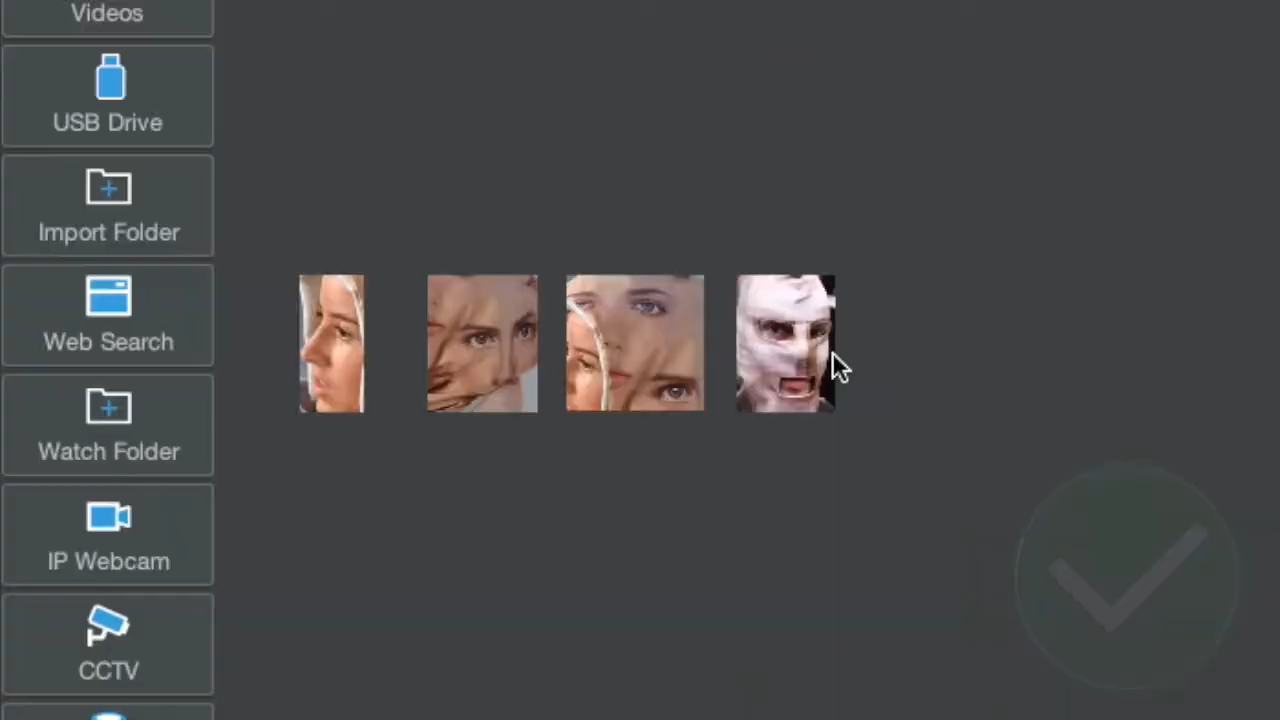 Videos
USB Drive
Import Folder
Web Search
Watch Folder
IP Webcam
CCTV